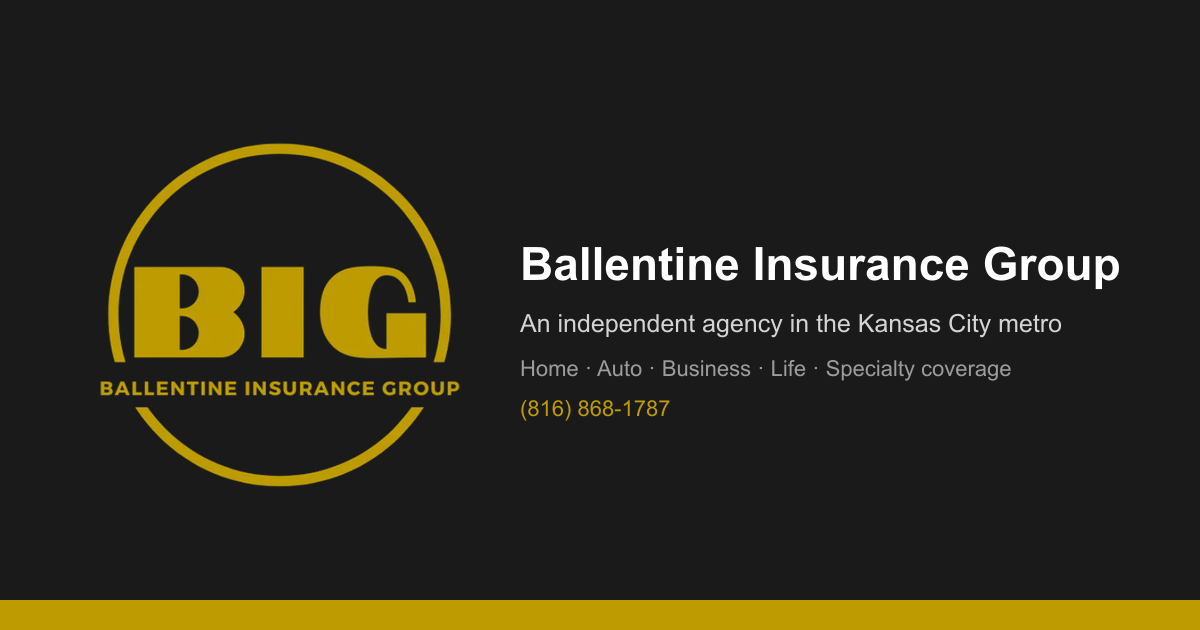 BIG
BALLENTINE INSURANCE GROUP
Ballentine Insurance Group
An independent agency in the Kansas City metro
Home · Auto · Business · Life · Specialty coverage
(816) 868-1787